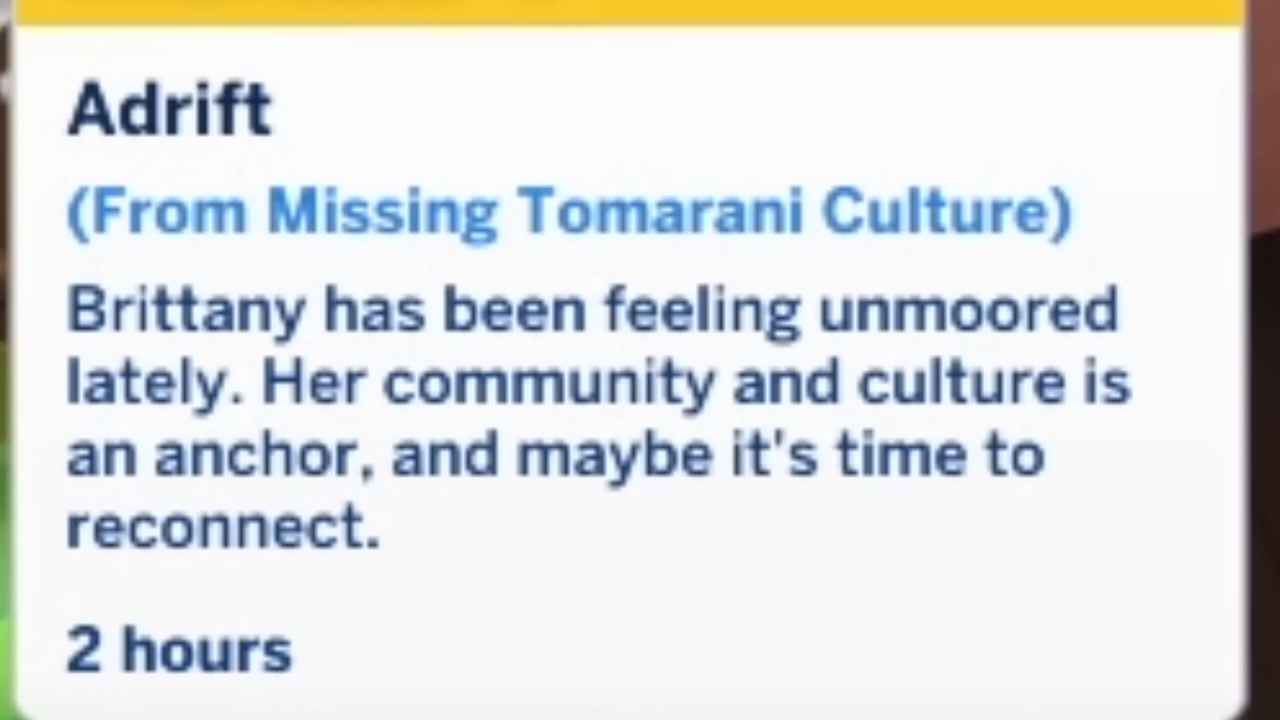 Adrift
(From Missing Tomarani Culture)
Brittany has been feeling unmoored
lately. Her community and culture is
an anchor, and maybe it's time to
reconnect.
2 hours